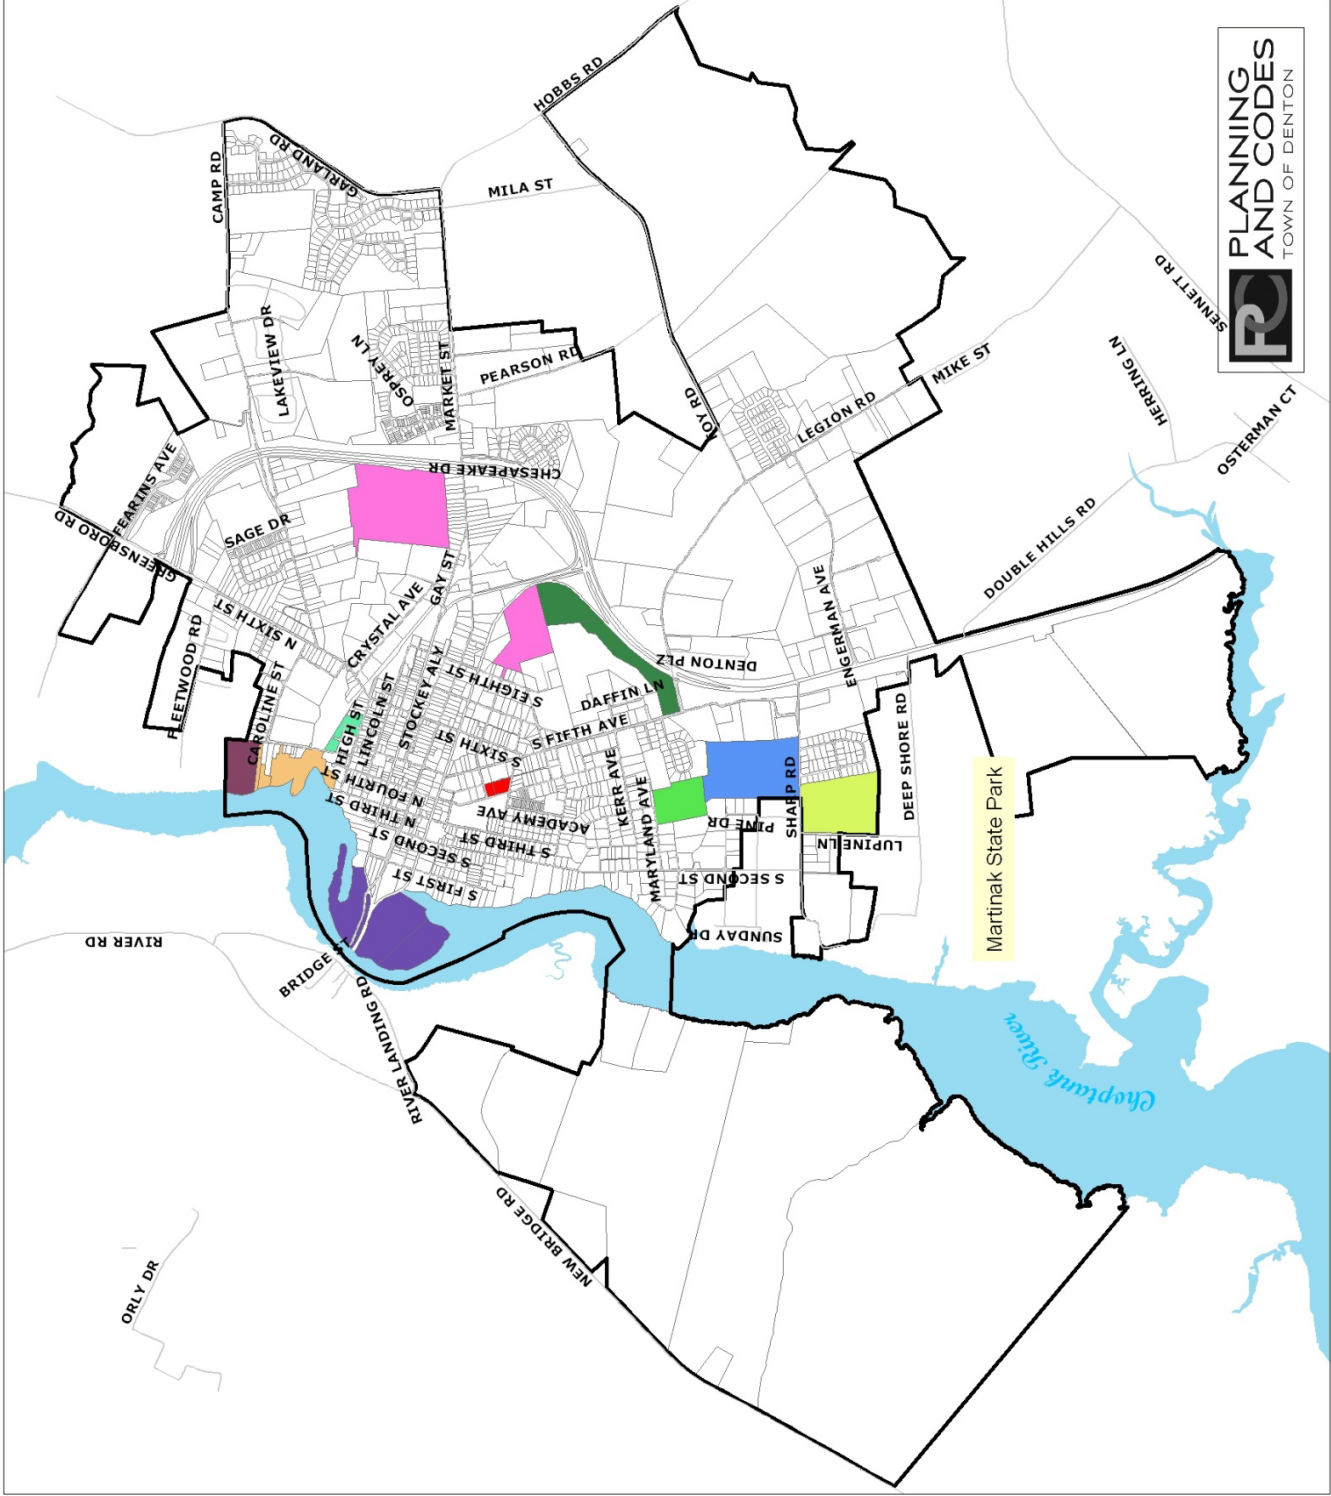 HOBBS RD
CAMP RD
GARLAND RD
MILA ST
PLANNING
AND CODES
TOWN OF DENTON
PC
SENNETT RD
LAKEVIEW DR
OSPREY LN
MARKET ST
PEARSON RD
FOY RD
LEGION RD
MIKE ST
HERRING LN
OSTERMAN CT
FEARINS AVE
GREENSBORO RD
CHESAPEAKE DR
SAGE DR
GAY ST
CRYSTAL AVE
N SIXTH ST
FLEETWOOD RD
CAROLINE ST
DOUBLE HILLS RD
ENGERMAN AVE
DENTON PLZ
S EIGHTH ST
STOCKEY ALY
LINCOLN ST
HIGH ST
DAFFIN LN
S FIFTH AVE
S SIXTH ST
N FOURTH ST
N THIRD ST
ACADEMY AVE
KERR AVE
MARYLAND AVE
PINE DR
SHARP RD
DEEP SHORE RD
LUPINE LN
S SECOND ST
S THIRD ST
S FIRST ST
S SECOND ST
SUNDAY DR
Martinak State Park
RIVER RD
BRIDGE ST
RIVER LANDING RD
Choptank River
NEW BRIDGE RD
ORLY DR